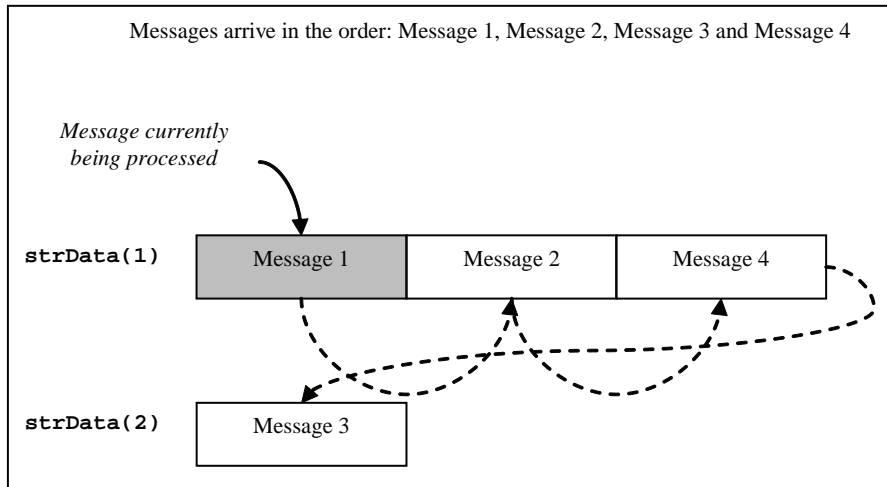 Messages arrive in the order: Message 1, Message 2, Message 3 and Message 4
Message currently
being processed
strData(1)
Message 1
Message 2
Message 4
strData(2)
Message 3